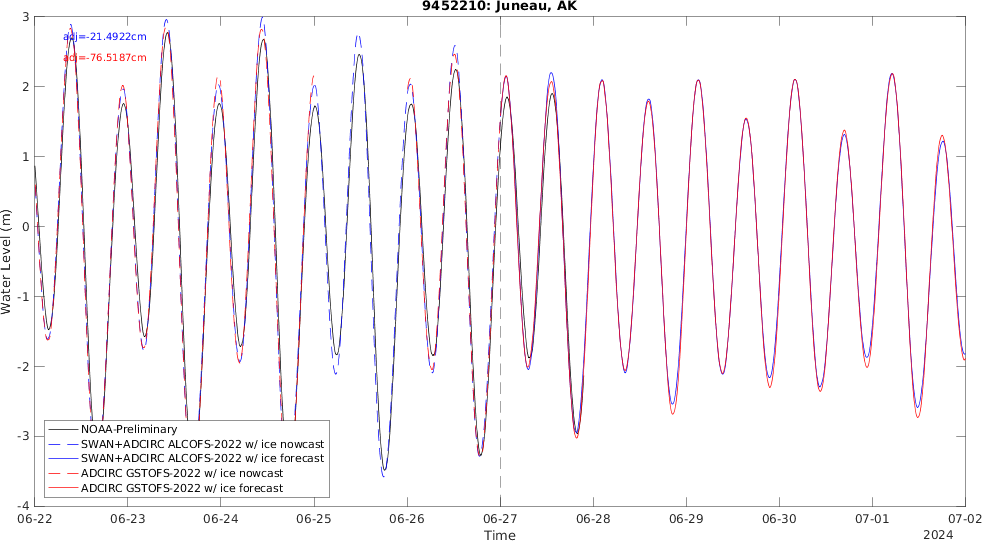 9452210: Juneau, AK
adj=-21.4922cm
adj=-76.5187cm
Water Level (m)
3
2
1
0
-1
-2
-3
-4
NOAA-Preliminary
SWAN+ADCIRC ALCOFS-2022 w/ ice nowcast
SWAN+ADCIRC ALCOFS-2022 w/ ice forecast
ADCIRC GSTOFS-2022 w/ ice nowcast
ADCIRC GSTOFS-2022 w/ ice forecast
06-22 06-23 06-24 06-25 06-26 06-27 06-28 06-29 06-30 07-01 07-02
Time
2024